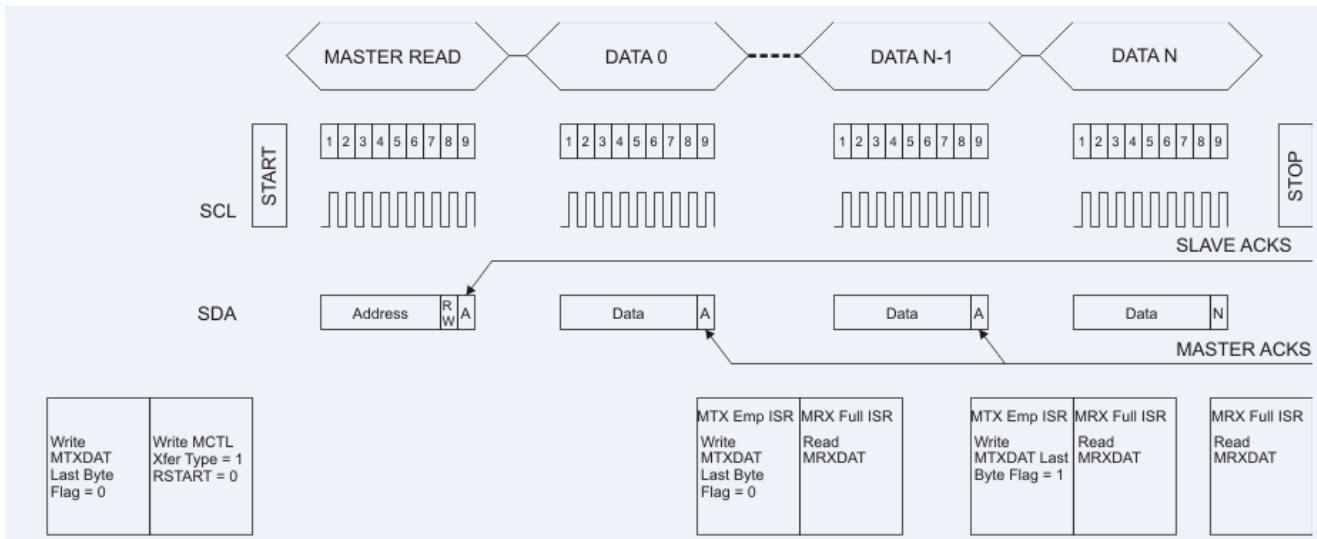 MASTER READ
DATA 0
DATA N-1
DATA N
START
1 2 3 4 5 6 7 8 9
1 2 3 4 5 6 7 8 9
1 2 3 4 5 6 7 8 9
1 2 3 4 5 6 7 8 9
STOP
SCL
SLAVE ACKS
SDA
Address
R
W
A
Data
A
Data
A
Data
N
MASTER ACKS
Write
MTXDAT
Last Byte
Flag = 0
Write MCTL
Xfer Type = 1
RSTART = 0
MTX Emp ISR
Write
MTXDAT
Last Byte
Flag = 0
MRX Full ISR
Read
MRXDAT
MTX Emp ISR
Write
MTXDAT Last
Byte Flag = 1
MRX Full ISR
Read
MRXDAT
MRX Full ISR
Read
MRXDAT